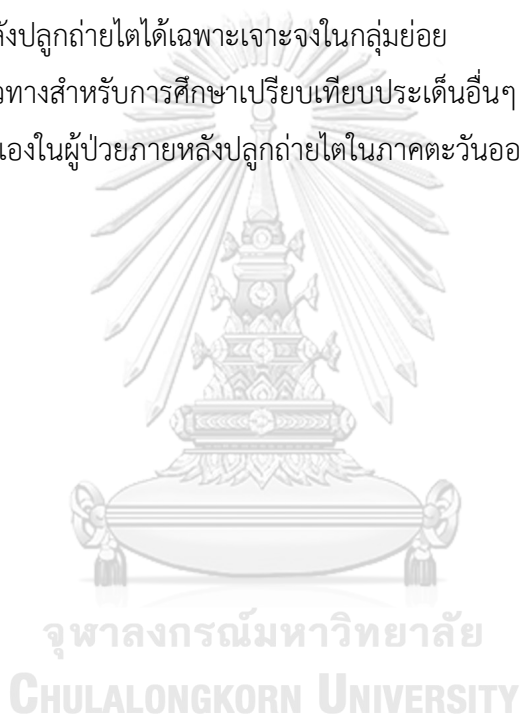 ังปลูกถ่ายไตได้เฉพาะเจาะจงในกลุ่มย่อย
วทางสำหรับการศึกษาเปรียบเทียบประเด็นอื่นๆ
เองในผู้ป่วยภายหลังปลูกถ่ายไตในภาคตะวันออ
จุฬาลงกรณ์มหาวิทยาลัย
CHULALONGKORN UNIVERSITY